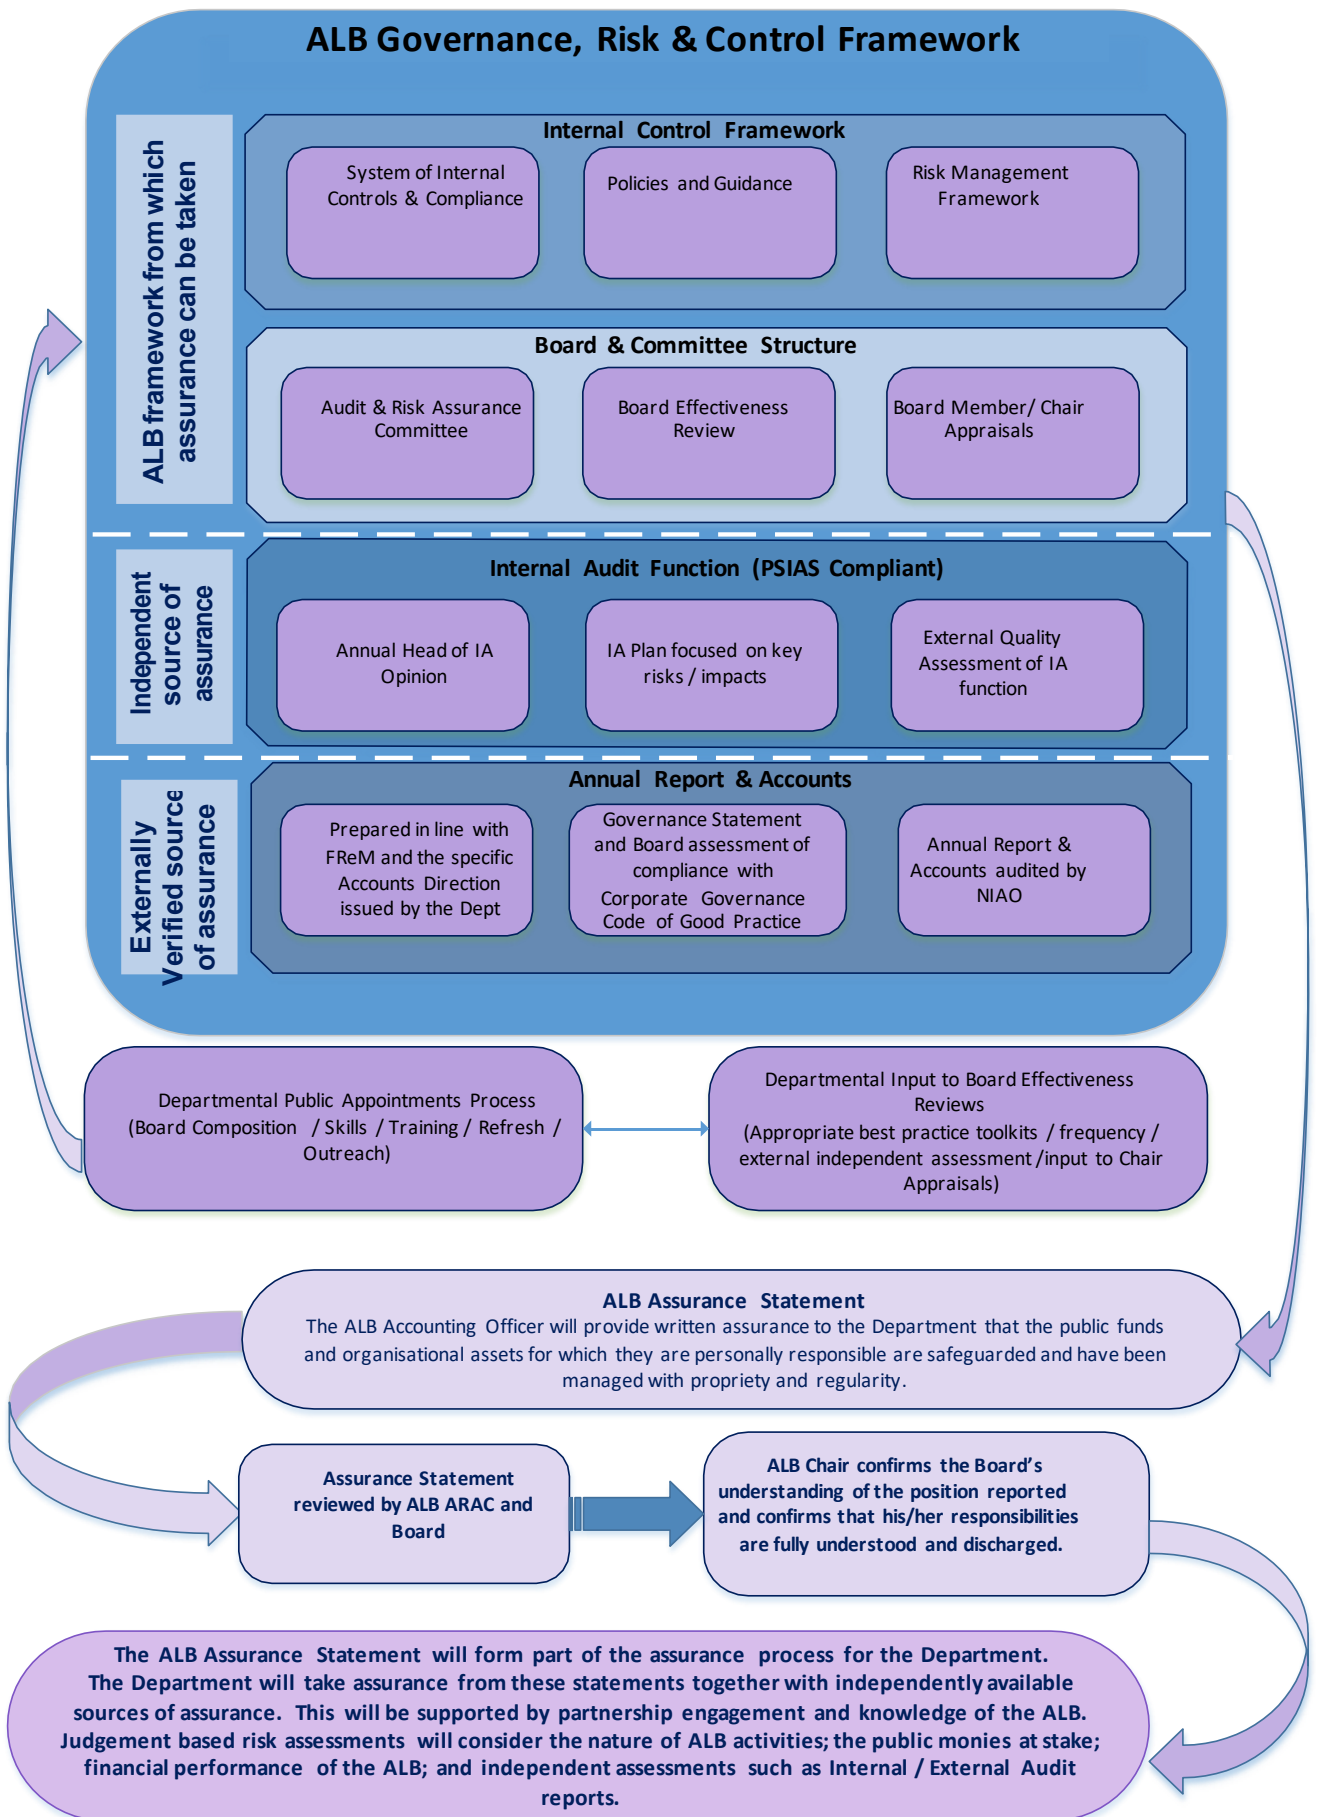 ALB Governance, Risk & Control Framework
ALB framework from which
assurance can be taken
Internal Control Framework
System of Internal
Controls & Compliance
Policies and Guidance
Risk Management
Framework
Board & Committee Structure
Audit & Risk Assurance
Committee
Board Effectiveness
Review
Board Member/ Chair
Appraisals
Independent
source of
assurance
Internal Audit Function (PSIAS Compliant)
Annual Head of IA
Opinion
IA Plan focused on key
risks / impacts
External Quality
Assessment of IA
function
Externally
Verified source
of assurance
Annual Report & Accounts
Prepared in line with
FReM and the specific
Accounts Direction
issued by the Dept
Governance Statement
and Board assessment of
compliance with
Corporate Governance
Code of Good Practice
Annual Report &
Accounts audited by
NIAO
Departmental Public Appointments Process
(Board Composition / Skills / Training / Refresh /
Outreach)
Departmental Input to Board Effectiveness
Reviews
(Appropriate best practice toolkits / frequency /
external independent assessment /input to Chair
Appraisals)
ALB Assurance Statement
The ALB Accounting Officer will provide written assurance to the Department that the public funds
and organisational assets for which they are personally responsible are safeguarded and have been
managed with propriety and regularity.
Assurance Statement
reviewed by ALB ARAC and
Board
ALB Chair confirms the Board’s
understanding of the position reported
and confirms that his/her responsibilities
are fully understood and discharged.
The ALB Assurance Statement will form part of the assurance process for the Department.
The Department will take assurance from these statements together with independently available
sources of assurance. This will be supported by partnership engagement and knowledge of the ALB.
Judgement based risk assessments will consider the nature of ALB activities; the public monies at stake;
financial performance of the ALB; and independent assessments such as Internal / External Audit
reports.